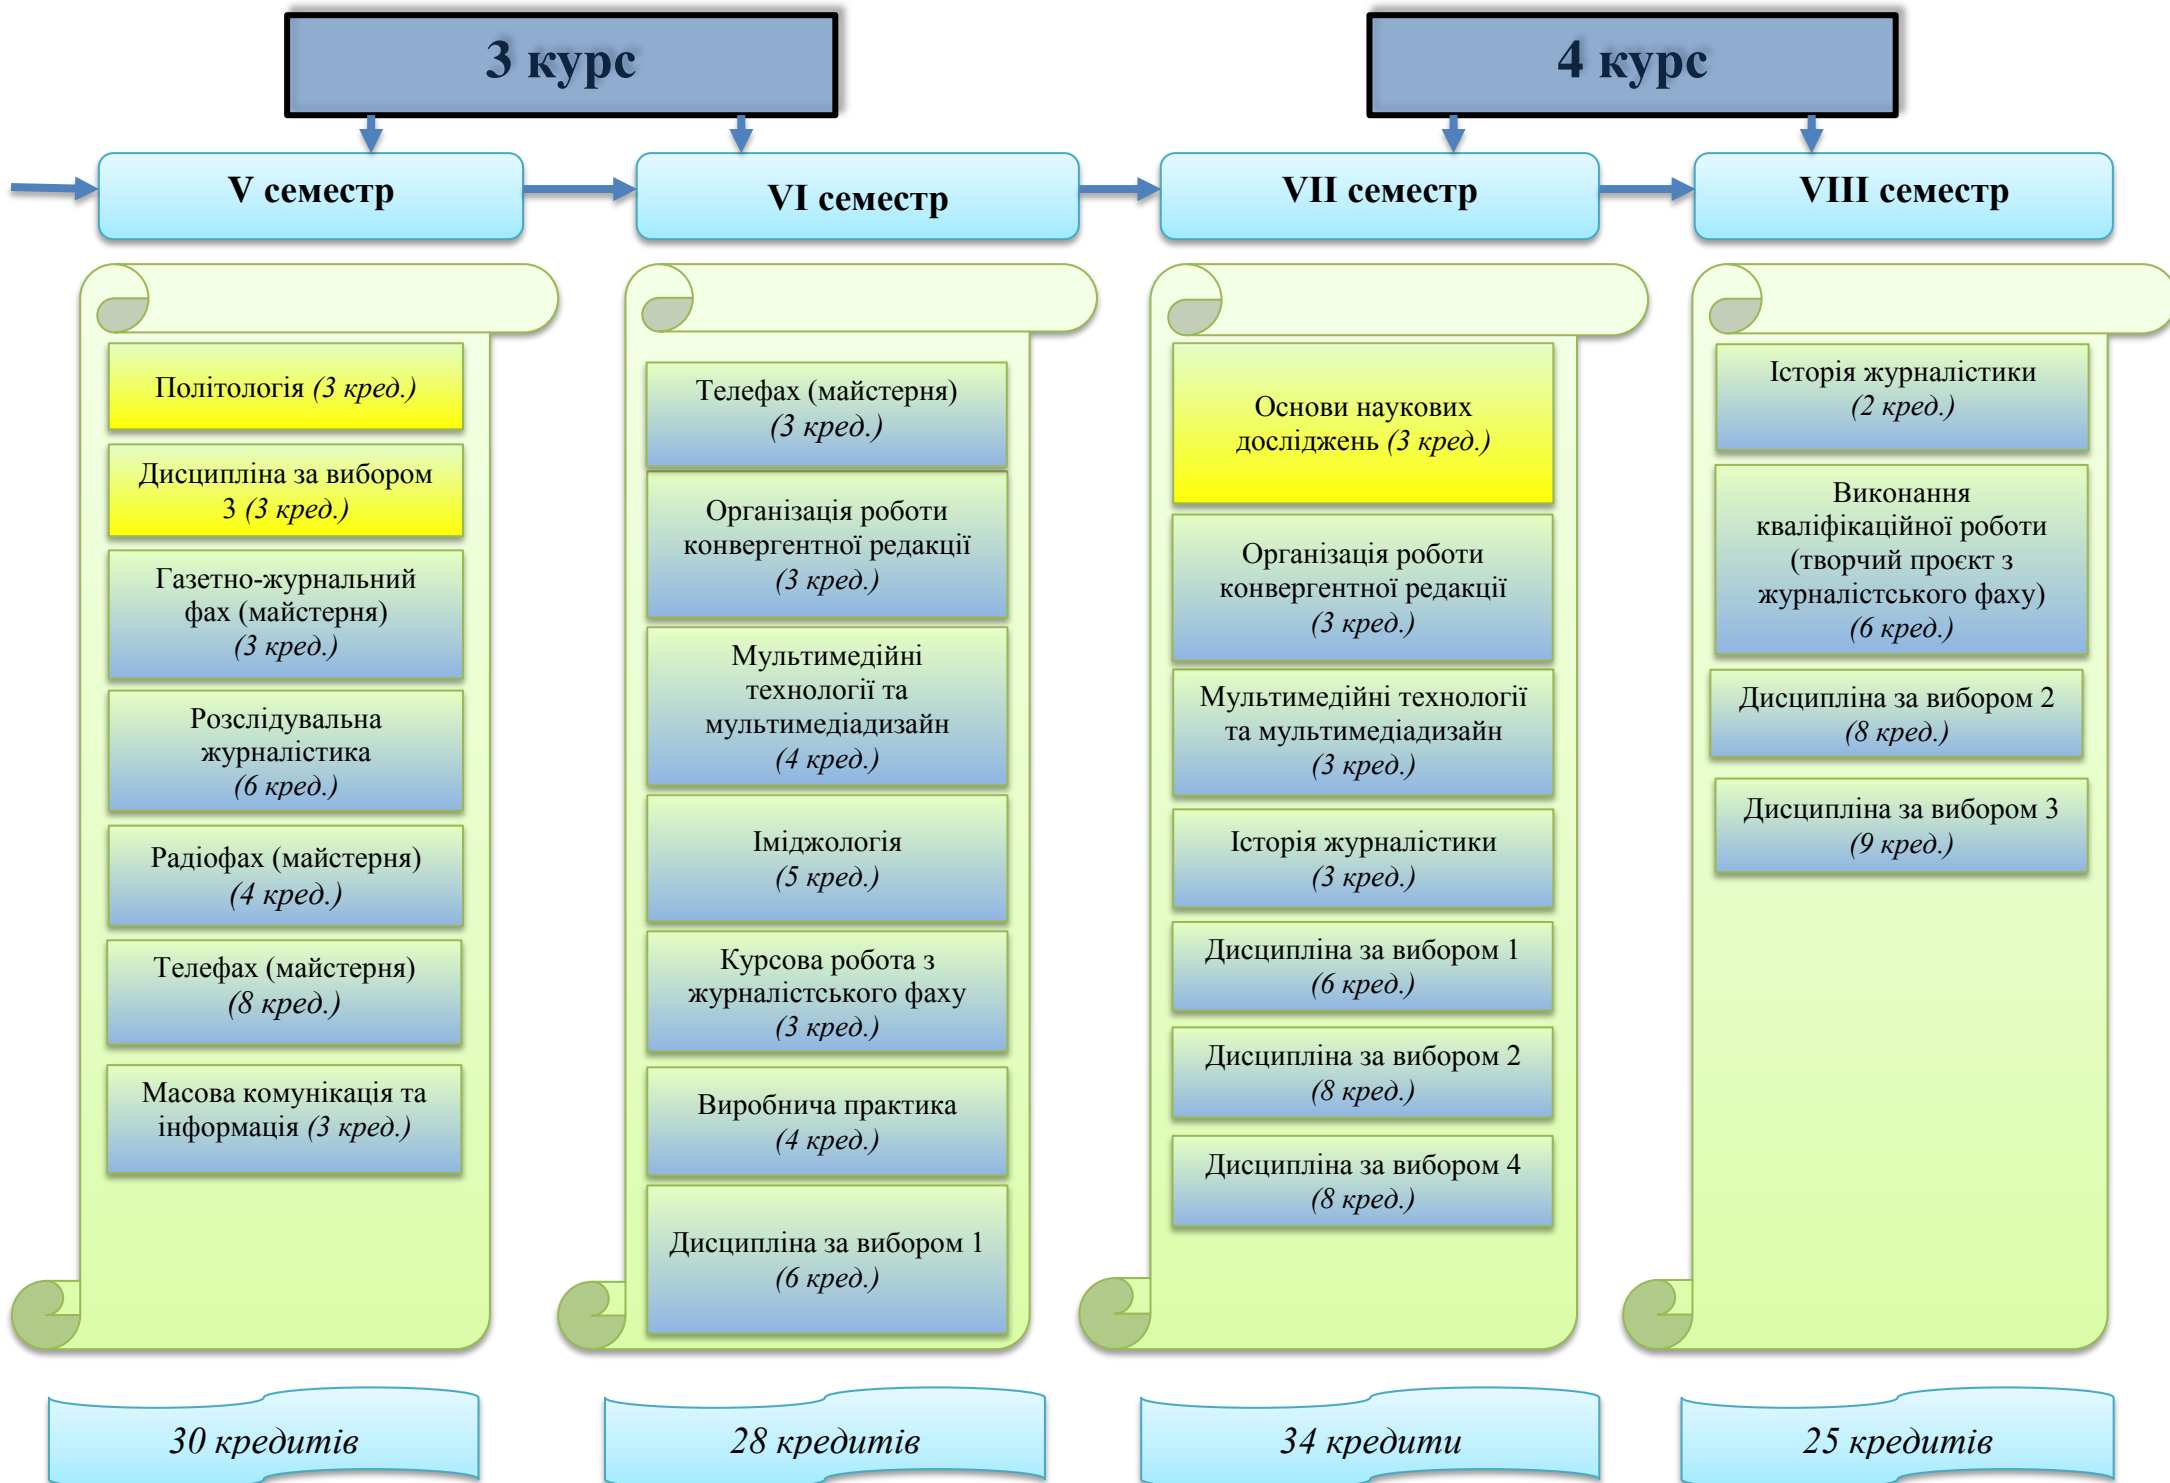 3 курс
4 курс
V семестр
VI семестр
VII семестр
VIII семестр
Політологія (3 кред.)
Дисципліна за вибором
3 (3 кред.)
Газетно-журнальний
фах (майстерня)
(3 кред.)
Розслідувальна
журналістика
(6 кред.)
Радіофах (майстерня)
(4 кред.)
Телефах (майстерня)
(8 кред.)
Масова комунікація та
інформація (3 кред.)
Телефах (майстерня)
(3 кред.)
Організація роботи
конвергентної редакції
(3 кред.)
Мультимедійні
технології та
мультимедіадизайн
(4 кред.)
Іміджологія
(5 кред.)
Курсова робота з
журналістського фаху
(3 кред.)
Виробнича практика
(4 кред.)
Дисципліна за вибором 1
(6 кред.)
Основи наукових
досліджень (3 кред.)
Організація роботи
конвергентної редакції
(3 кред.)
Мультимедійні технології
та мультимедіадизайн
(3 кред.)
Історія журналістики
(3 кред.)
Дисципліна за вибором 1
(6 кред.)
Дисципліна за вибором 2
(8 кред.)
Дисципліна за вибором 4
(8 кред.)
Історія журналістики
(2 кред.)
Виконання
кваліфікаційної роботи
(творчий проєкт з
журналістського фаху)
(6 кред.)
Дисципліна за вибором 2
(8 кред.)
Дисципліна за вибором 3
(9 кред.)
30 кредитів
28 кредитів
34 кредити
25 кредитів